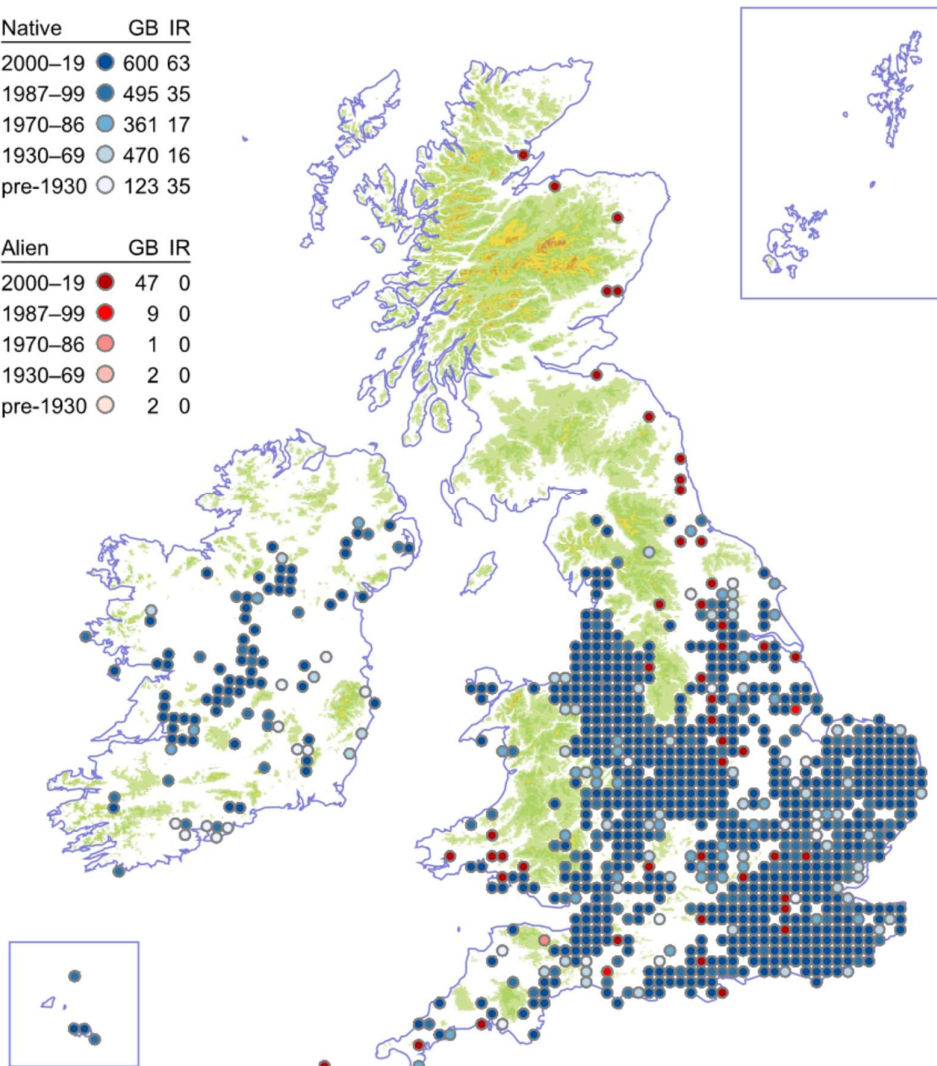 Native GB IR
2000–19 600 63
1987–99 495 35
1970–86 361 17
1930–69 470 16
pre-1930 123 35
Alien GB IR
2000–19 47 0
1987–99 9 0
1970–86 1 0
1930–69 2 0
pre-1930 2 0